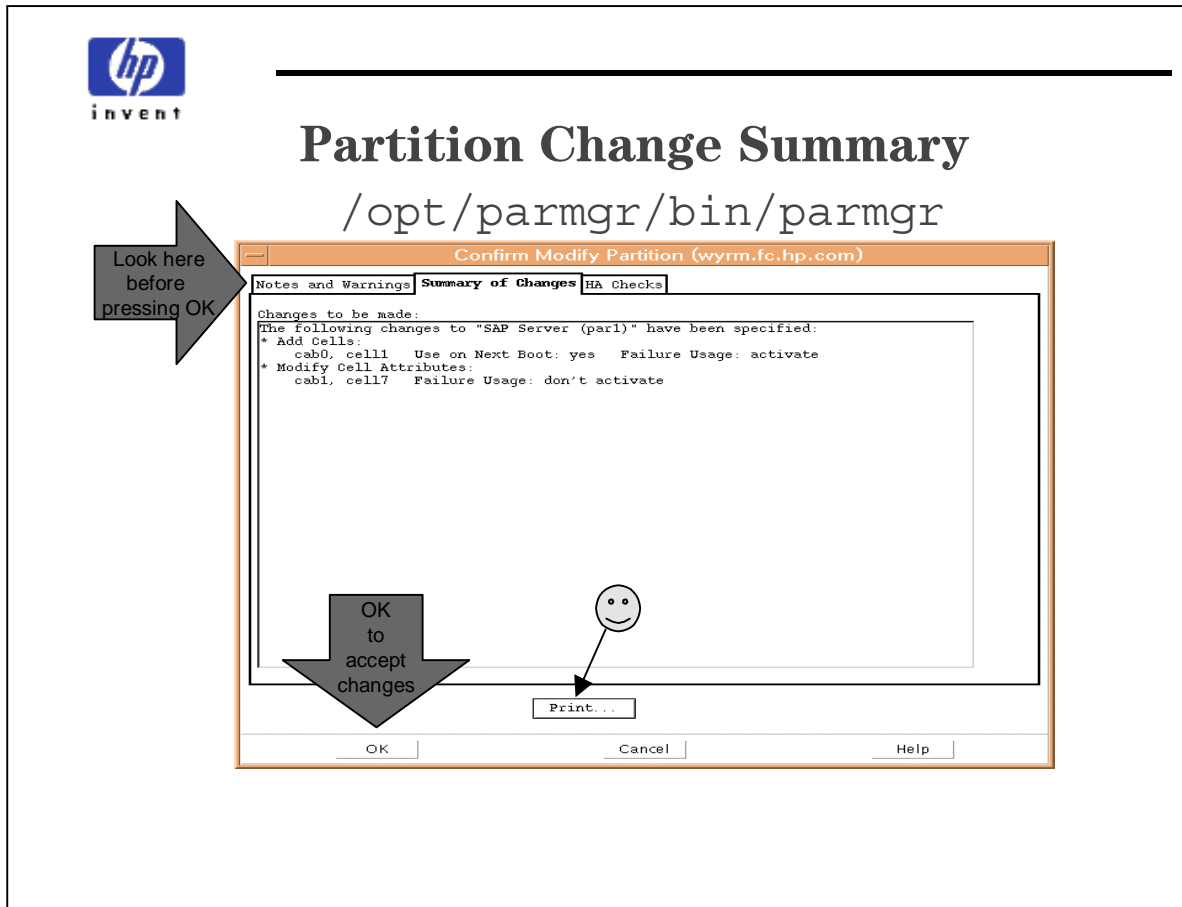 hp
invent
Partition Change Summary
/opt/parmgr/bin/parmgr
Look here
before
pressing OK
Confirm Modify Partition (wyrm.fc.hp.com)
Notes and Warnings Summary of Changes HA Checks
Changes to be made:
The following changes to "SAP Server (par1)" have been specified:
* Add Cells:
cab0, cell1 Use on Next Boot: yes Failure Usage: activate
* Modify Cell Attributes:
cab1, cell7 Failure Usage: don't activate
OK
to
accept
changes
Print...
OK Cancel Help